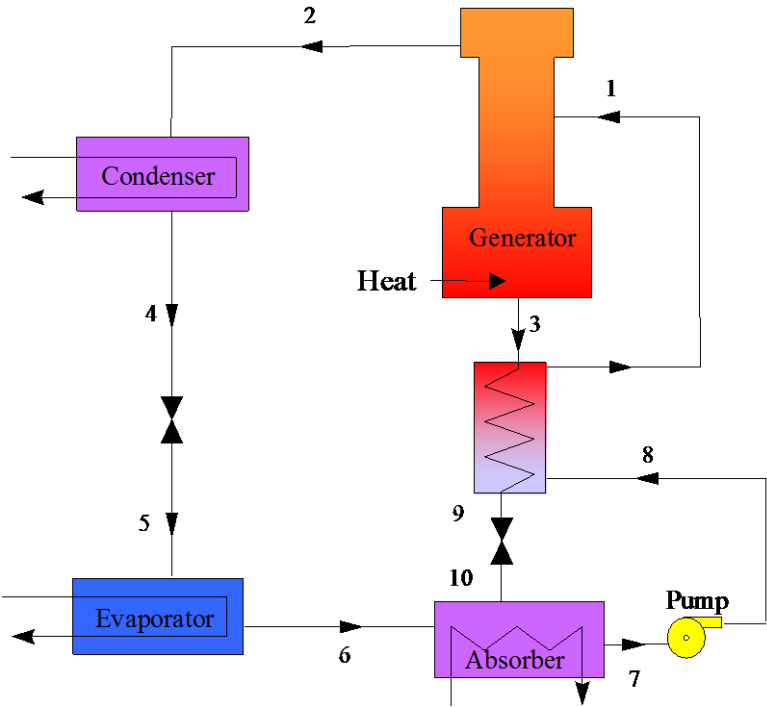 2
1
Condenser
Generator
Heat
4
3
8
5
9
10
Pump
Evaporator
6
Absorber
7